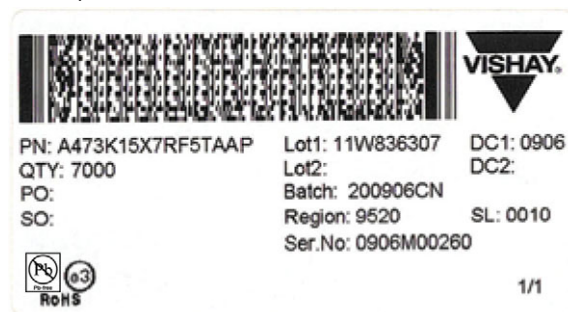 VISHAY.
PN: A473K15X7RF5TAAP Lot1: 11W836307 DC1: 0906
QTY: 7000 Lot2: DC2:
PO: Batch: 200906CN
SO: Region: 9520 SL: 0010
Ser.No: 0906M00260
Pb
Pb-free
e3
RoHS
1/1